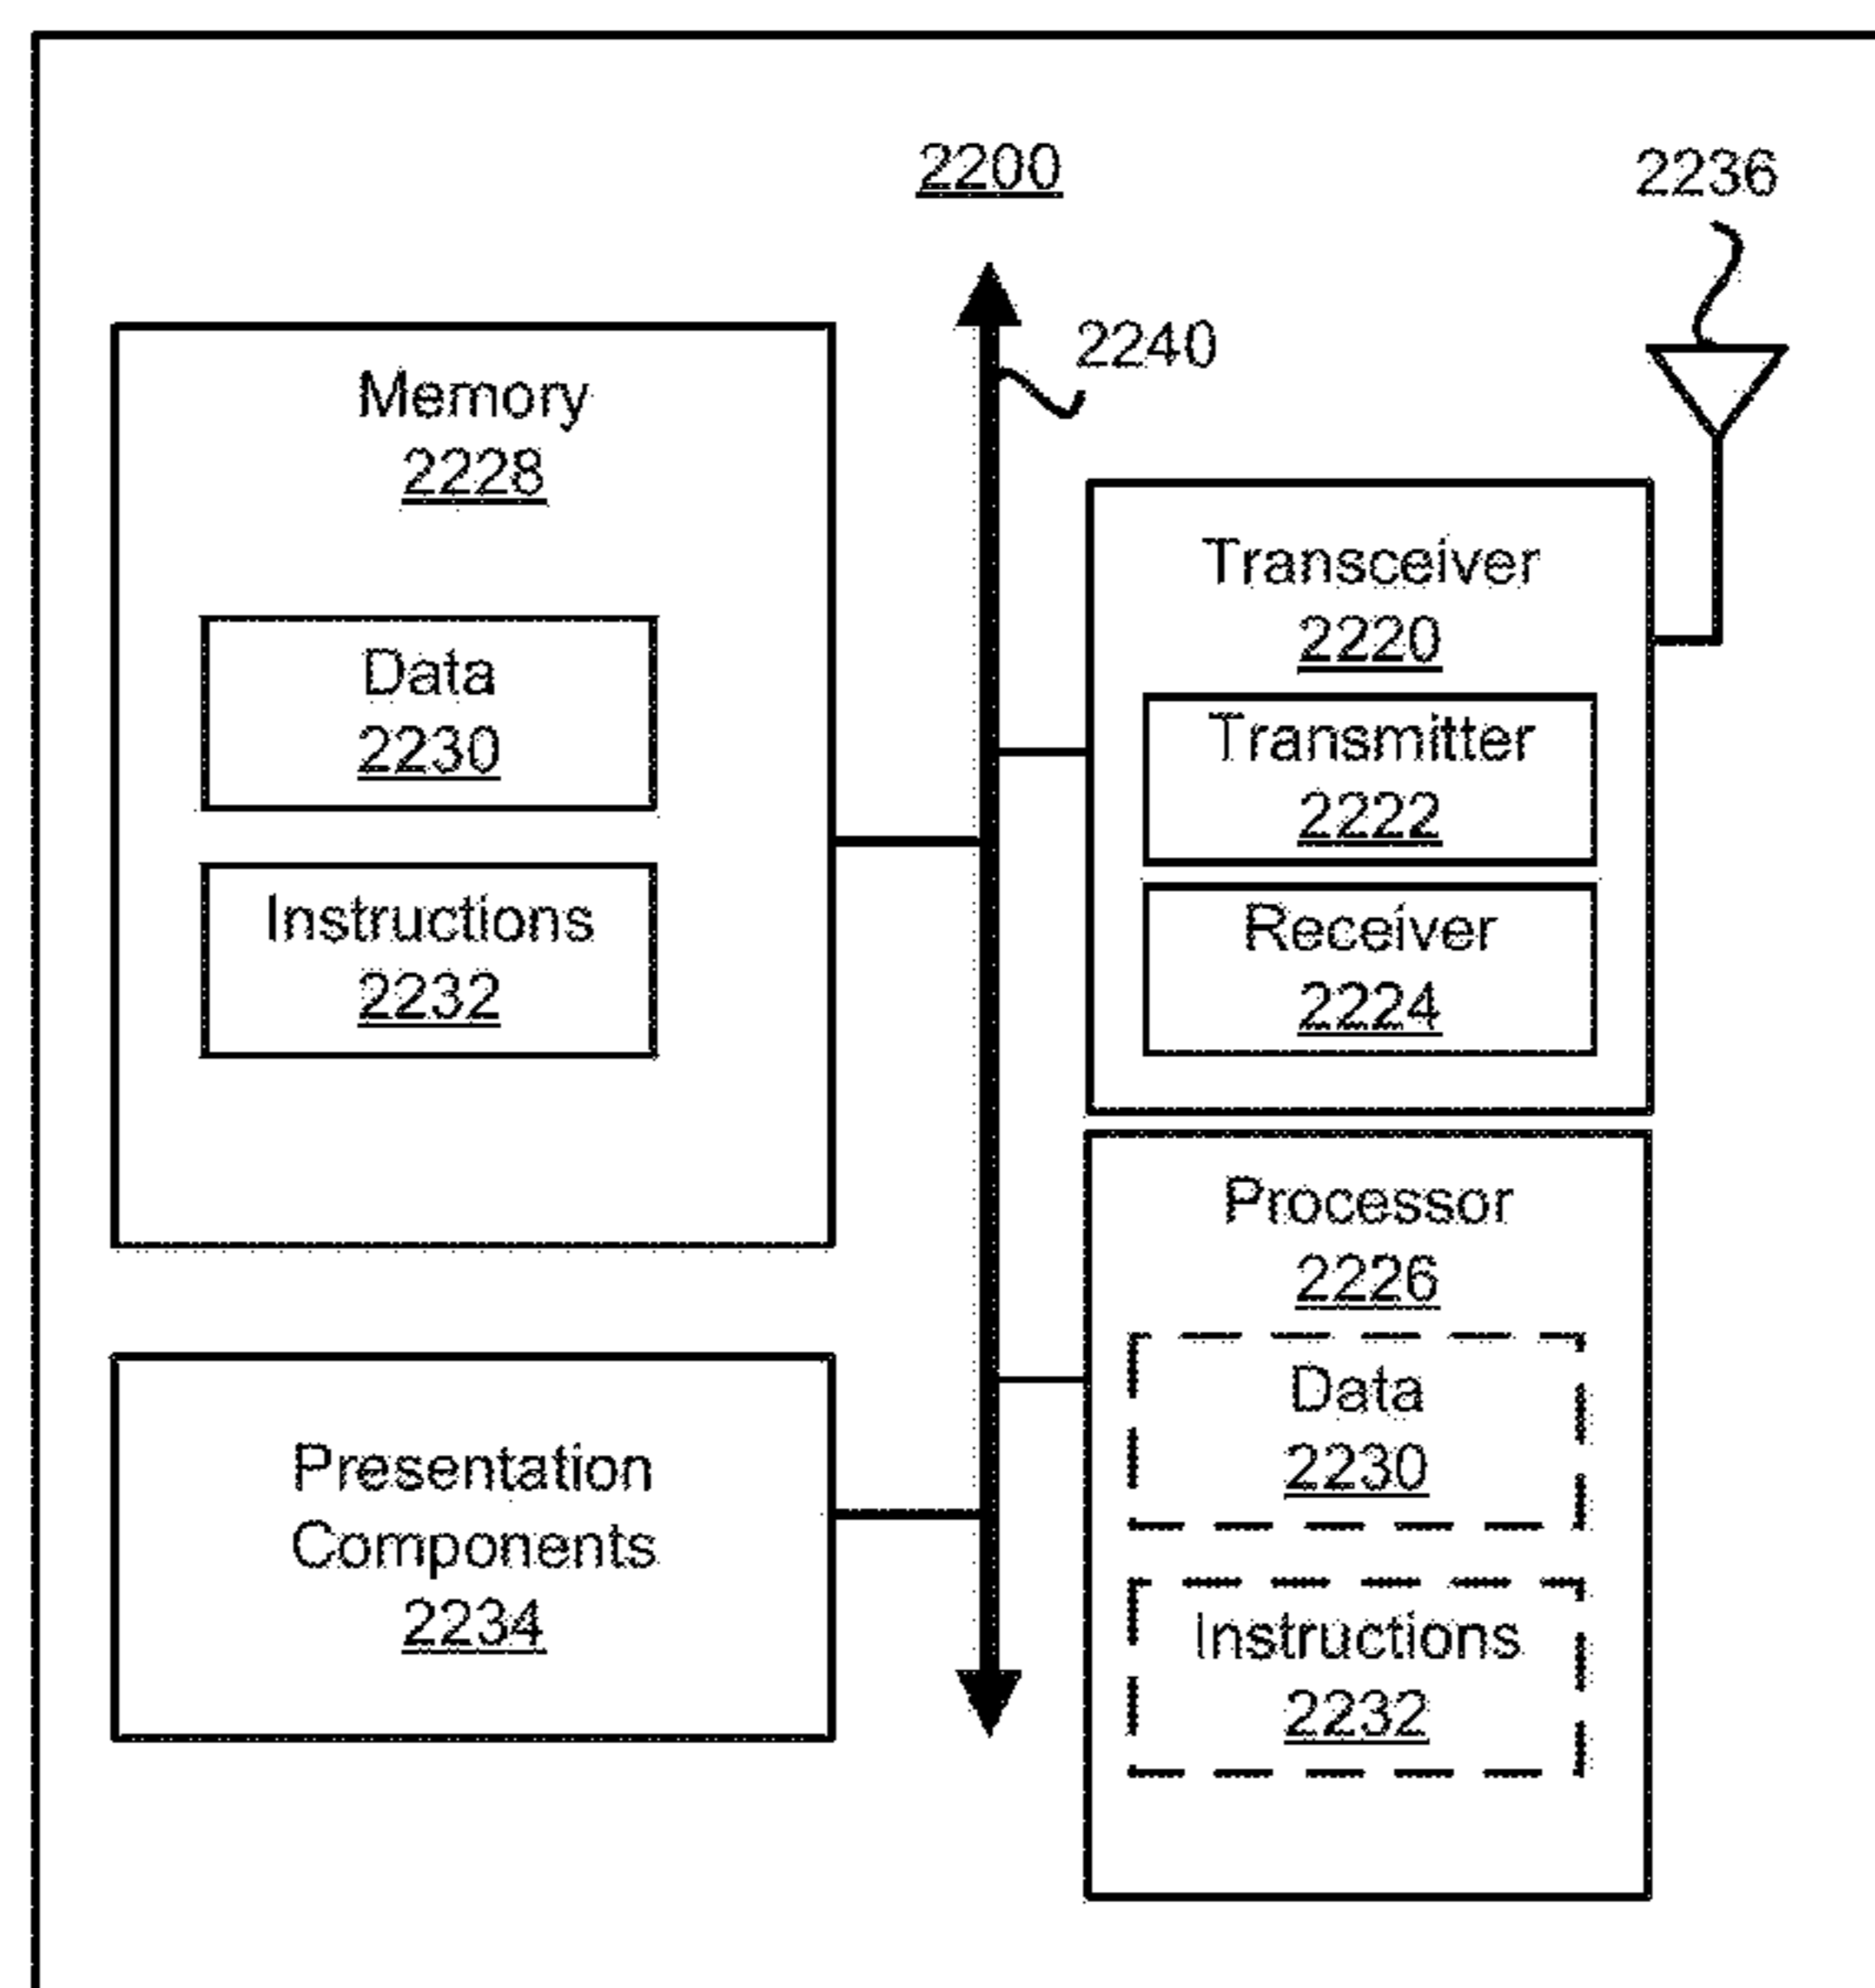 2200
2236
2240
Memory
2228
Data
2230
Instructions
2232
Transceiver
2220
Transmitter
2222
Receiver
2224
Presentation
Components
2234
Processor
2226
Data
2230
Instructions
2232